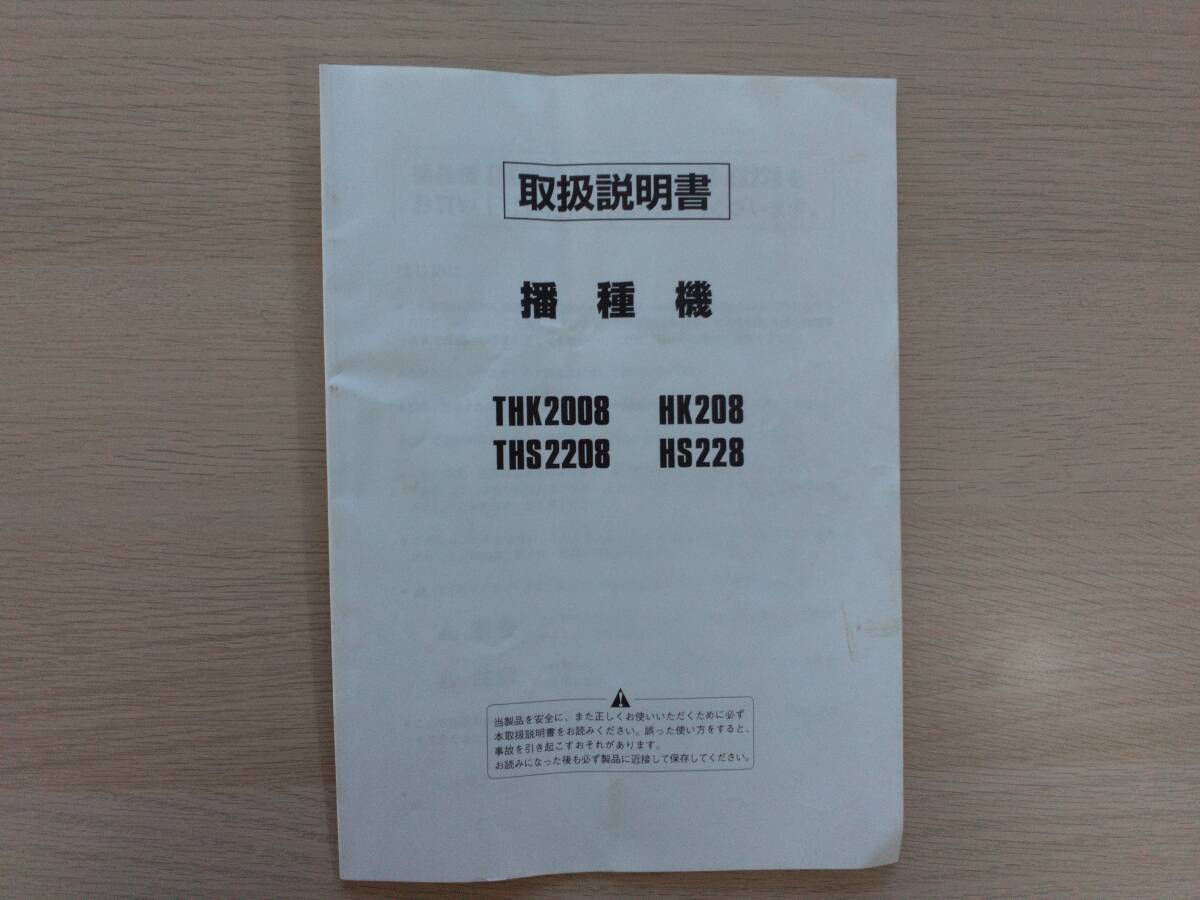 取扱説明書
播種機
THK2008 HK208
THS2208 HS228
当製品を安全に、また正しくお使いいただくために必ず
本取扱説明書をお読みください。誤った使い方をすると、
事故を引き起こすおそれがあります。
お読みになった後も必ず製品に近接して保存してください。